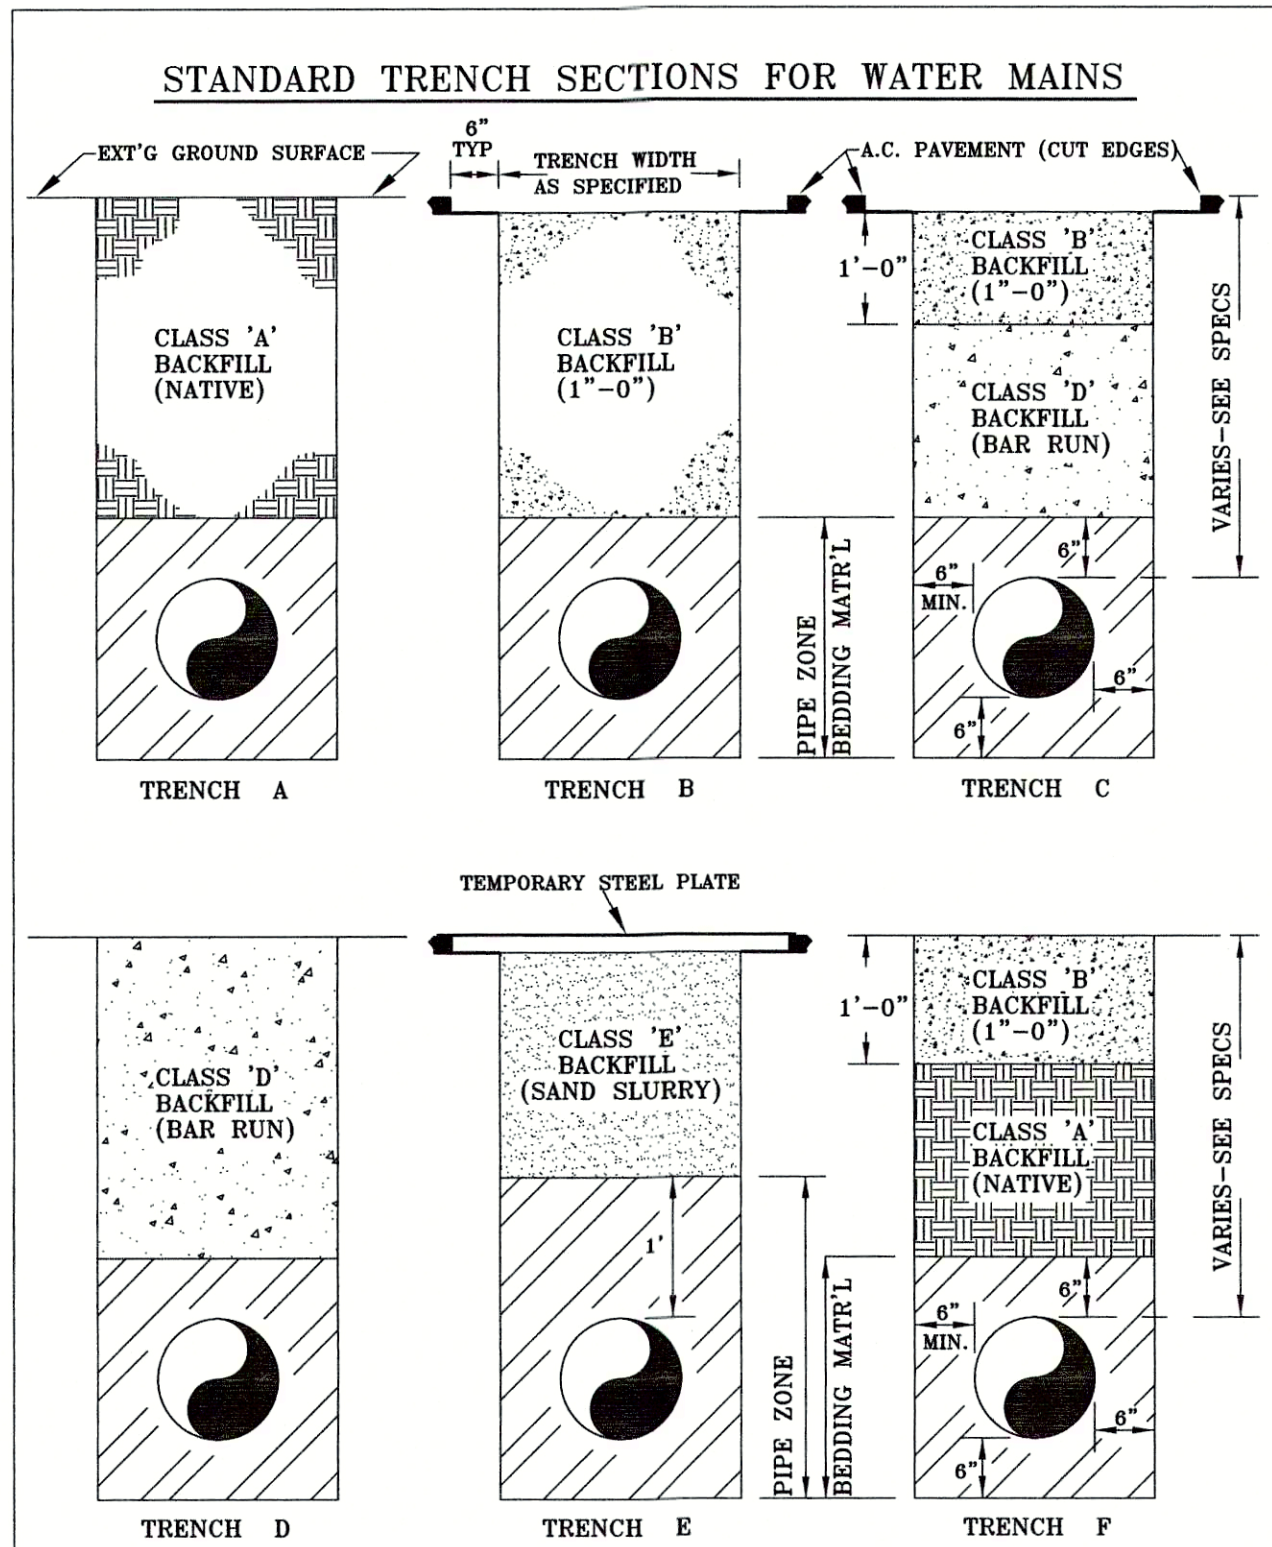 STANDARD TRENCH SECTIONS FOR WATER MAINS
EXT'G GROUND SURFACE
6"
TYP
TRENCH WIDTH
AS SPECIFIED
A.C. PAVEMENT (CUT EDGES)
CLASS 'A'
BACKFILL
(NATIVE)
CLASS 'B'
BACKFILL
(1"-0")
1'-0"
CLASS 'B'
BACKFILL
(1"-0")
CLASS 'D'
BACKFILL
(BAR RUN)
VARIES-SEE SPECS
6"
6"
MIN.
6"
6"
PIPE ZONE
BEDDING MATR'L
TRENCH A
TRENCH B
TRENCH C
TEMPORARY STEEL PLATE
CLASS 'D'
BACKFILL
(BAR RUN)
CLASS 'E'
BACKFILL
(SAND SLURRY)
1'
1'-0"
CLASS 'B'
BACKFILL
(1"-0")
CLASS 'A'
BACKFILL
(NATIVE)
VARIES-SEE SPECS
6"
6"
MIN.
6"
6"
PIPE ZONE
BEDDING MATR'L
TRENCH D
TRENCH E
TRENCH F